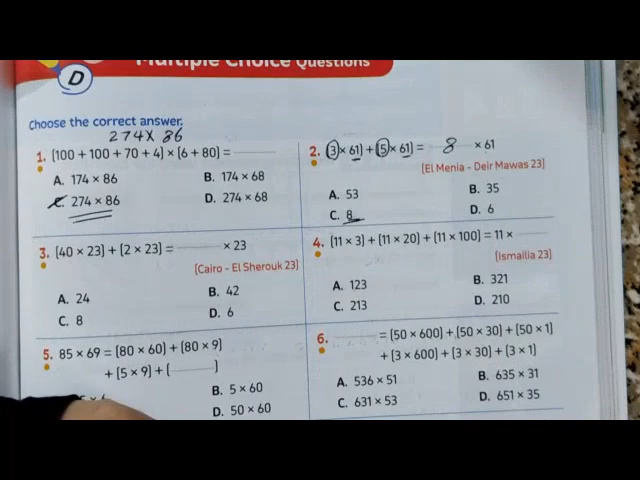 Multiple Choice Questions
D
Choose the correct answer.
274 X 86
1. (100 + 100 + 70 + 4) × (6 + 80) =
A. 174 × 86
B. 174 × 68
C. 274 × 86
D. 274 × 68
2. (3 × 61) + (5 × 61) = 8 × 61
(El Menia - Deir Mawas 23)
A. 53
B. 35
C. 8
D. 6
3. (40 × 23) + (2 × 23) = × 23
(Cairo - El Sherouk 23)
A. 24
B. 42
C. 8
D. 6
4. (11 × 3) + (11 × 20) + (11 × 100) = 11 ×
(Ismailia 23)
A. 123
B. 321
C. 213
D. 210
5. 85 × 69 = (80 × 60) + (80 × 9)
+ (5 × 9) + ( )
B. 5 × 60
D. 50 × 60
6. = (50 × 600) + (50 × 30) + (50 × 1)
+ (3 × 600) + (3 × 30) + (3 × 1)
A. 536 × 51
B. 635 × 31
C. 631 × 53
D. 651 × 35